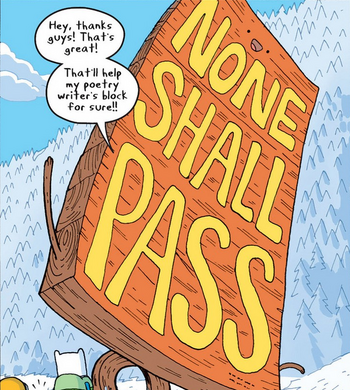 Hey, thanks
guys! That's
great!
That'll help
my poetry
writer's block
for sure!!
NONE
SHALL
PASS